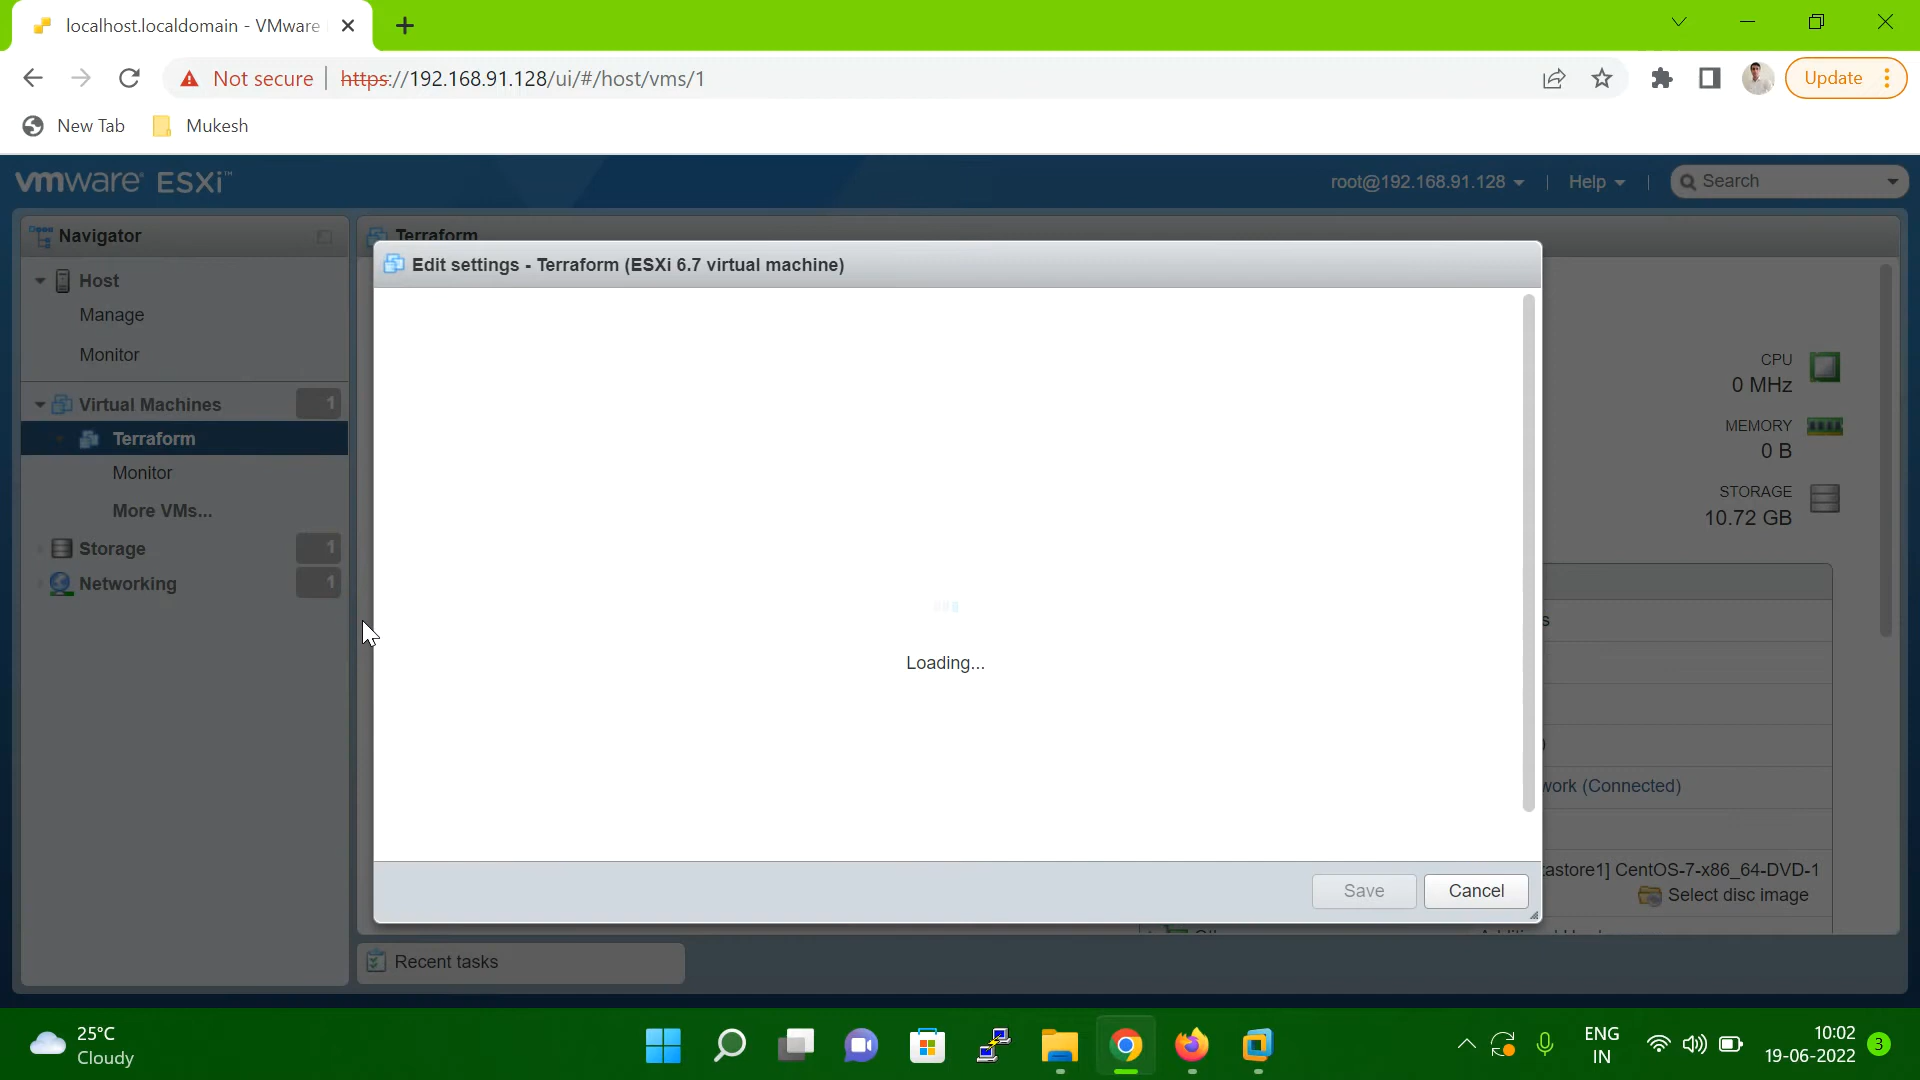 localhost.localdomain - VMware
Not secure
https://192.168.91.128/ui/#/host/vms/1
Update
New Tab
Mukesh
vmware ESXi™
root@192.168.91.128
Help
Search
Navigator
Terraform
Edit settings - Terraform (ESXi 6.7 virtual machine)
Host
Manage
Monitor
CPU
0 MHz
Virtual Machines
1
Terraform
MEMORY
0 B
Monitor
More VMs...
STORAGE
10.72 GB
Storage
1
Networking
1
s
Loading...
work (Connected)
tastore1] CentOS-7-x86_64-DVD-1
Select disc image
Save
Cancel
Recent tasks
25°C
Cloudy
ENG
IN
10:02
19-06-2022
3